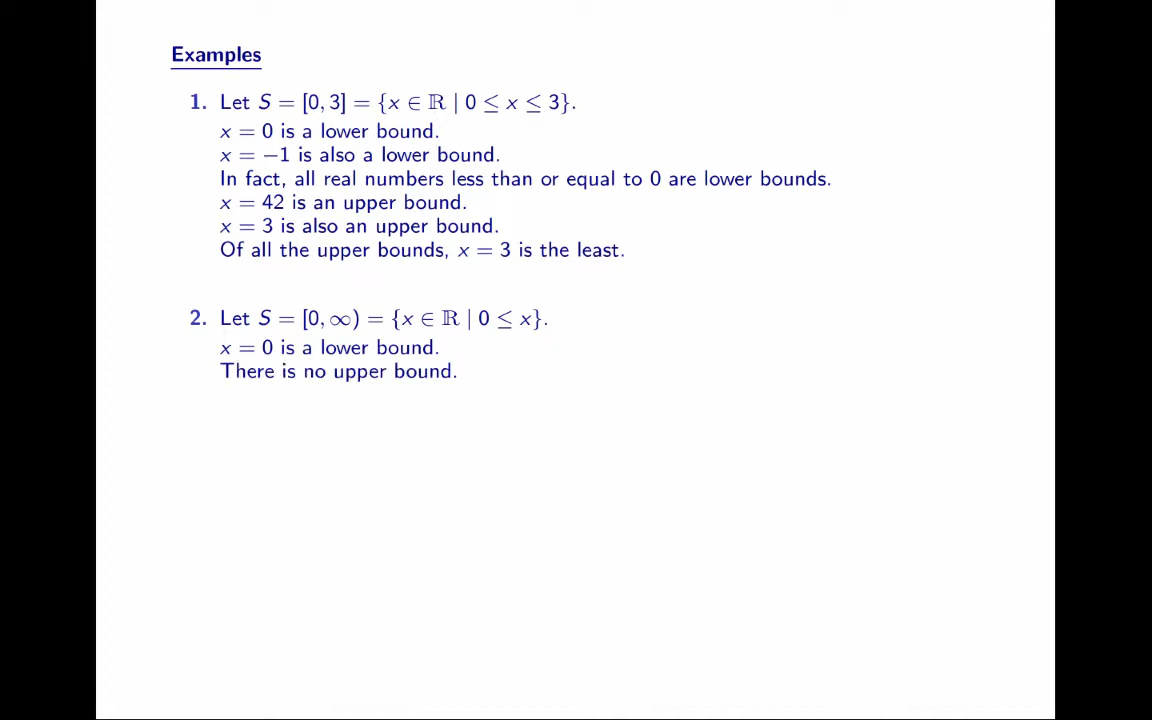 Examples
1. Let S = [0, 3] = {x ∈ ℝ | 0 ≤ x ≤ 3}.
x = 0 is a lower bound.
x = −1 is also a lower bound.
In fact, all real numbers less than or equal to 0 are lower bounds.
x = 42 is an upper bound.
x = 3 is also an upper bound.
Of all the upper bounds, x = 3 is the least.
2. Let S = [0, ∞) = {x ∈ ℝ | 0 ≤ x}.
x = 0 is a lower bound.
There is no upper bound.